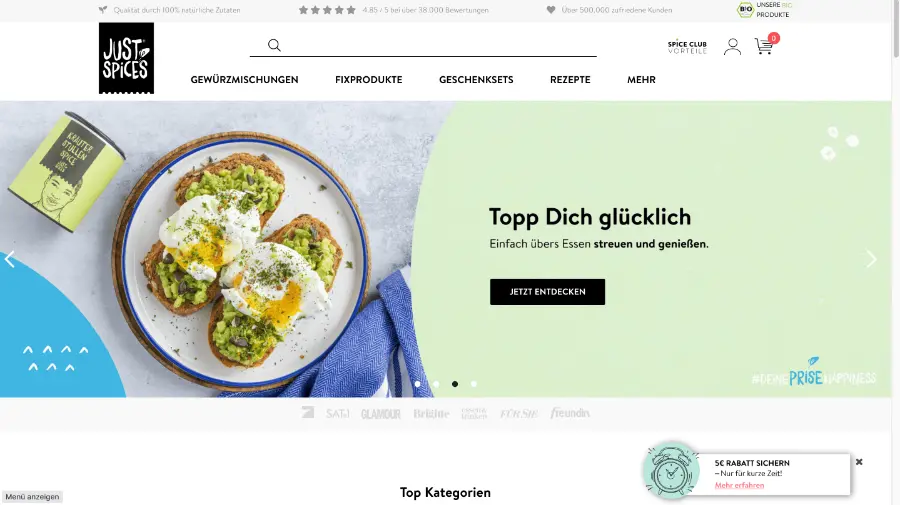 Qualität durch 100% natürliche Zutaten
4.85 / 5 bei über 38.000 Bewertungen
Über 500.000 zufriedene Kunden
BIO
UNSERE BIO
PRODUKTE
JUST
SPICES
SPICE CLUB
VORTEILE
0
GEWÜRZMISCHUNGEN
FIXPRODUKTE
GESCHENKSETS
REZEPTE
MEHR
KRÄUTER
STULLEN
SPICE
Topp Dich glücklich
Einfach übers Essen streuen und genießen.
JETZT ENTDECKEN
#DEINE PRISE HAPPINESS
SAT.1
GLAMOUR
Brigitte
FÜR SIE
freundin
5€ RABATT SICHERN
– Nur für kurze Zeit!
Mehr erfahren
Menü anzeigen
Top Kategorien